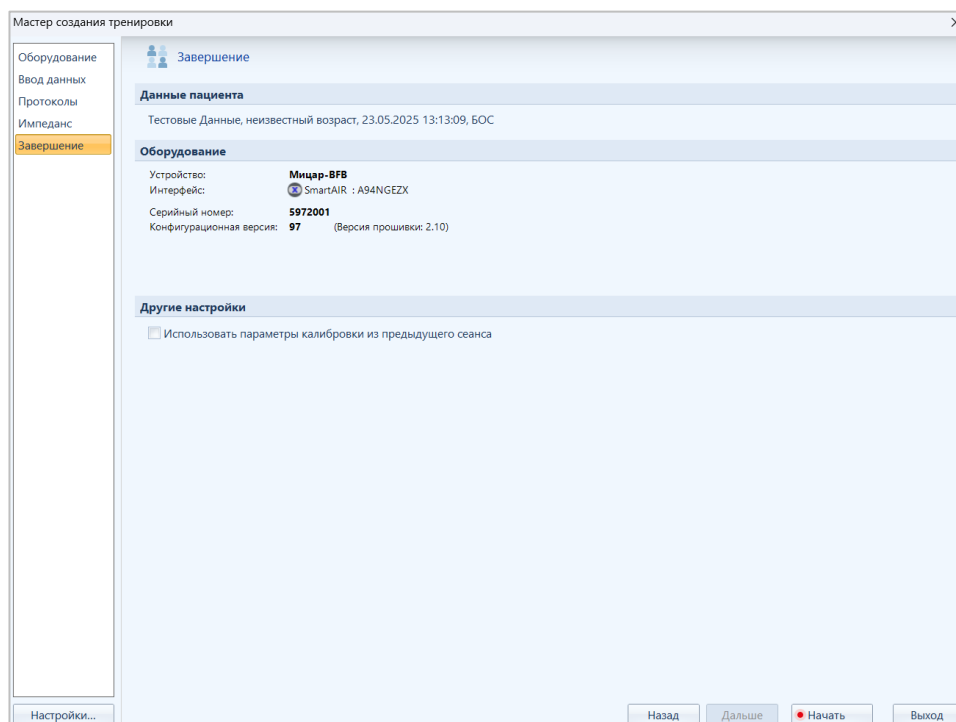 Мастер создания тренировки
Оборудование
Ввод данных
Протоколы
Импеданс
Завершение
Завершение
Данные пациента
Тестовые Данные, неизвестный возраст, 23.05.2025 13:13:09, БОС
Оборудование
Устройство: Мицар-BFB
Интерфейс: SmartAIR : A94NGEZX
Серийный номер: 5972001
Конфигурационная версия: 97 (Версия прошивки: 2.10)
Другие настройки
Использовать параметры калибровки из предыдущего сеанса
Настройки... Назад Дальше Начать Выход